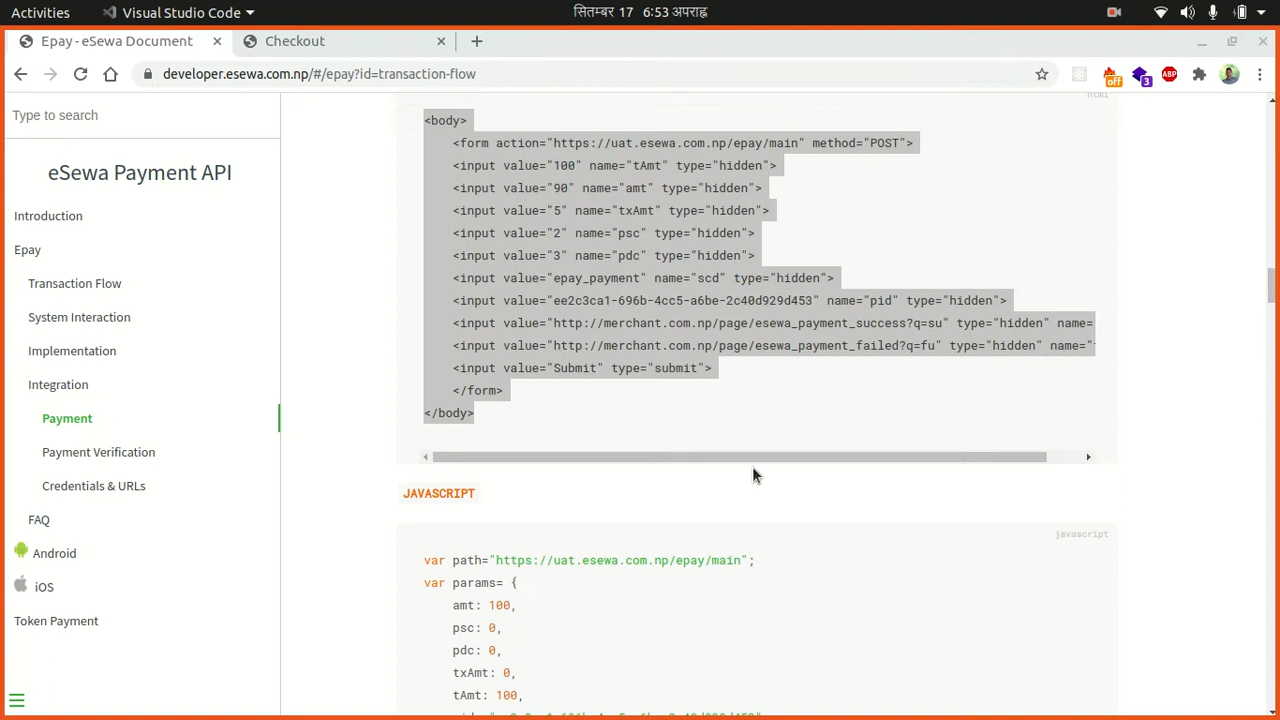 Activities
Visual Studio Code
सितम्बर 17 6:53 अपराह्न
Epay - eSewa Document
Checkout
developer.esewa.com.np/#/epay?id=transaction-flow
off
3
ABP
Type to search
eSewa Payment API
Introduction
Epay
Transaction Flow
System Interaction
Implementation
Integration
Payment
Payment Verification
Credentials & URLs
FAQ
Android
iOS
Token Payment
html
<body>
<form action="https://uat.esewa.com.np/epay/main" method="POST">
<input value="100" name="tAmt" type="hidden">
<input value="90" name="amt" type="hidden">
<input value="5" name="txAmt" type="hidden">
<input value="2" name="psc" type="hidden">
<input value="3" name="pdc" type="hidden">
<input value="epay_payment" name="scd" type="hidden">
<input value="ee2c3ca1-696b-4cc5-a6be-2c40d929d453" name="pid" type="hidden">
<input value="http://merchant.com.np/page/esewa_payment_success?q=su" type="hidden" name=
<input value="http://merchant.com.np/page/esewa_payment_failed?q=fu" type="hidden" name="
<input value="Submit" type="submit">
</form>
</body>
JAVASCRIPT
javascript
var path="https://uat.esewa.com.np/epay/main";
var params= {
amt: 100,
psc: 0,
pdc: 0,
txAmt: 0,
tAmt: 100,